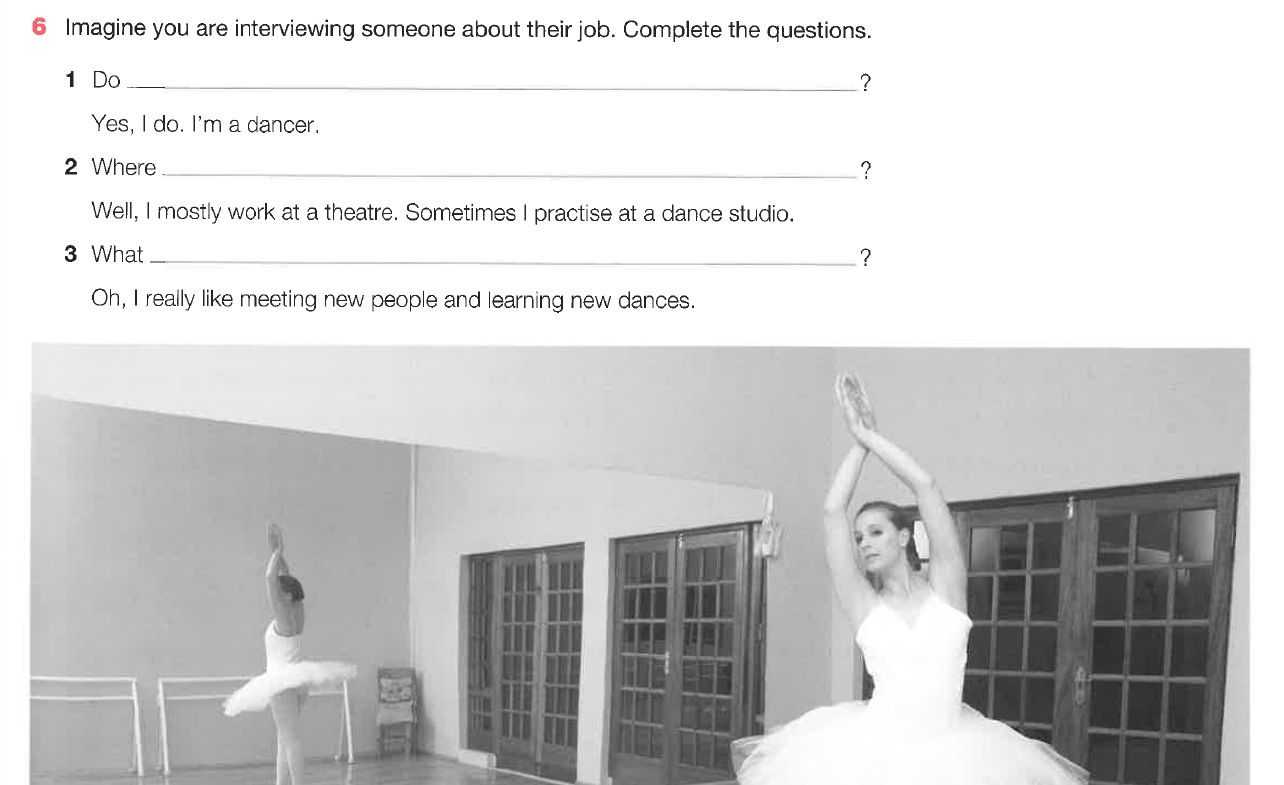 6 Imagine you are interviewing someone about their job. Complete the questions.
1 Do ?
Yes, I do. I'm a dancer.
2 Where ?
Well, I mostly work at a theatre. Sometimes I practise at a dance studio.
3 What ?
Oh, I really like meeting new people and learning new dances.